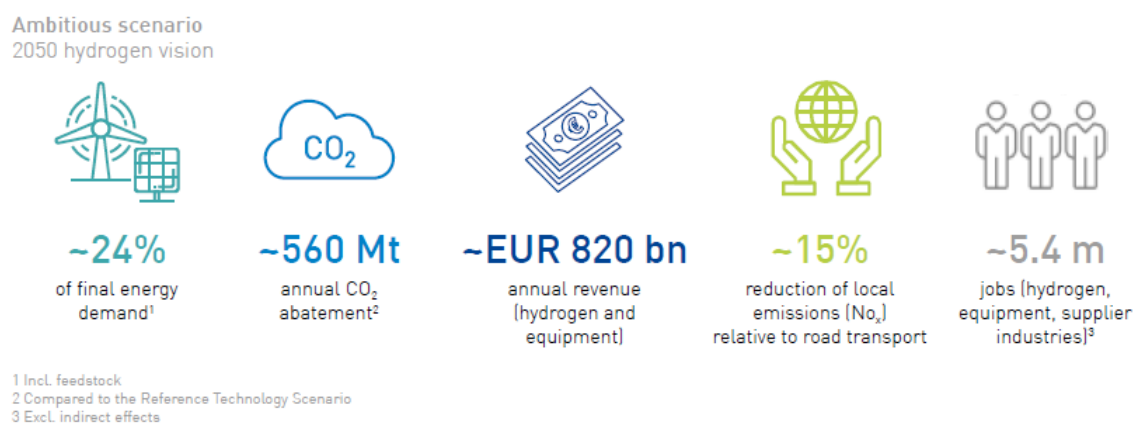 Ambitious scenario
2050 hydrogen vision
CO₂
~24%
of final energy
demand¹
~560 Mt
annual CO₂
abatement²
~EUR 820 bn
annual revenue
(hydrogen and
equipment)
~15%
reduction of local
emissions (Noₓ)
relative to road transport
~5.4 m
jobs (hydrogen,
equipment, supplier
industries)³
1 Incl. feedstock
2 Compared to the Reference Technology Scenario
3 Excl. indirect effects